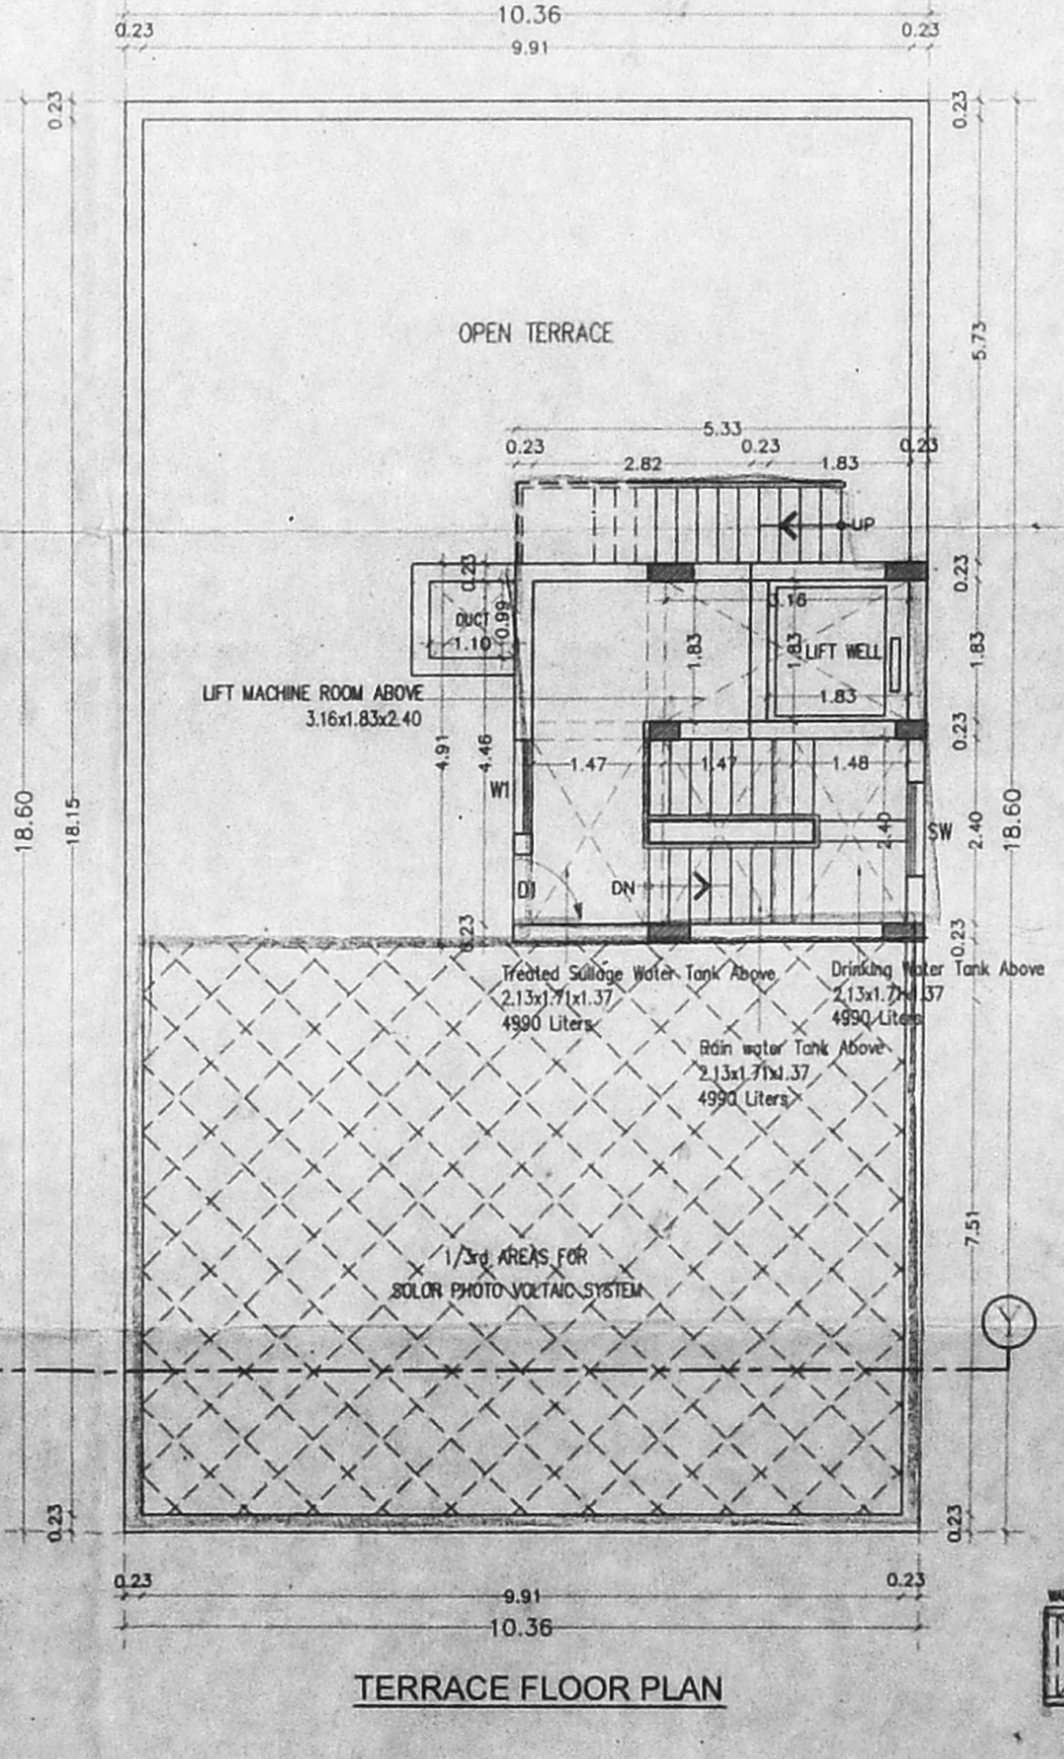 10.36
0.23 0.23
9.91
0.23 0.23
OPEN TERRACE
5.73
5.33
0.23 0.23 0.23
2.82 1.83
UP
0.23 0.23
3.16
DUCT 0.99
1.10
1.83 1.83 LIFT WELL 1.83
1.83
LIFT MACHINE ROOM ABOVE
3.16x1.83x2.40
0.23
4.91 4.46
1.47 1.47 1.48
W1
18.60 18.15 18.60
2.40 SW 2.40
D1 DN
0.23 0.23
Treated Sullage Water Tank Above
2.13x1.71x1.37
4990 Liters
Drinking Water Tank Above
2.13x1.71x1.37
4990 Liters
Rain water Tank Above
2.13x1.71x1.37
4990 Liters
7.51
1/3rd AREAS FOR
SOLOR PHOTO VOLTAIC SYSTEM
Y
0.23 0.23
0.23 0.23
9.91
10.36
TERRACE FLOOR PLAN